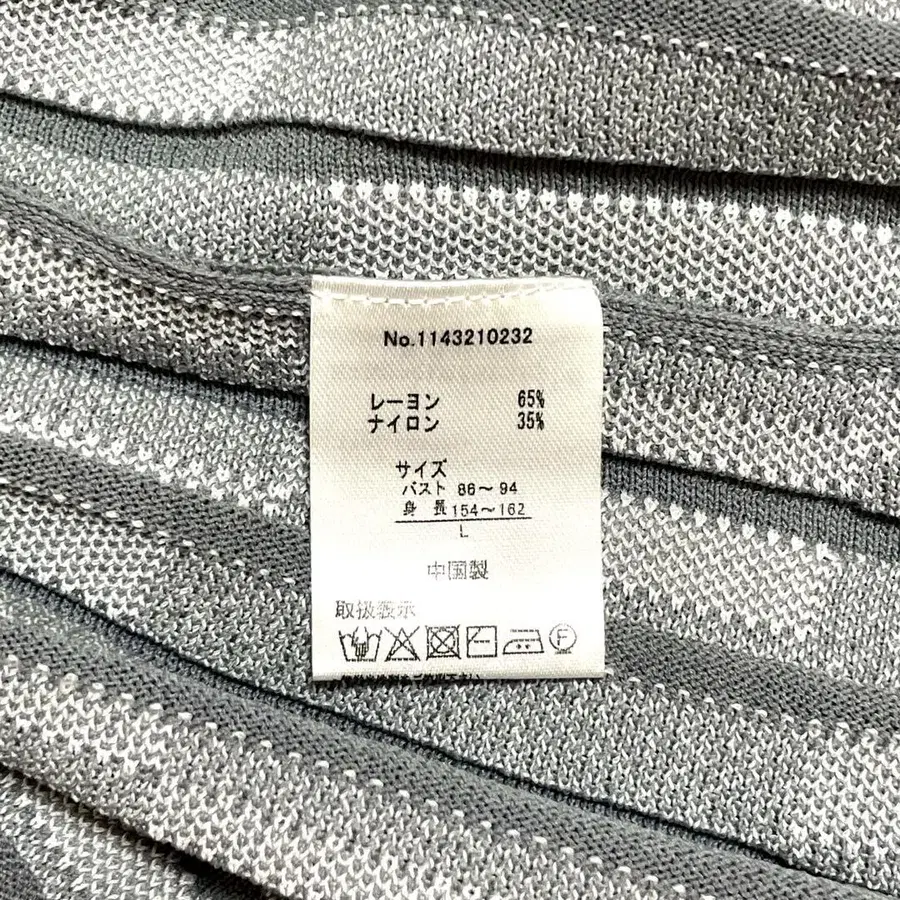 No.1143210232
レーヨン 65%
ナイロン 35%
サイズ
バスト 86〜94
身長 154〜162
L
中国製
取扱表示
F